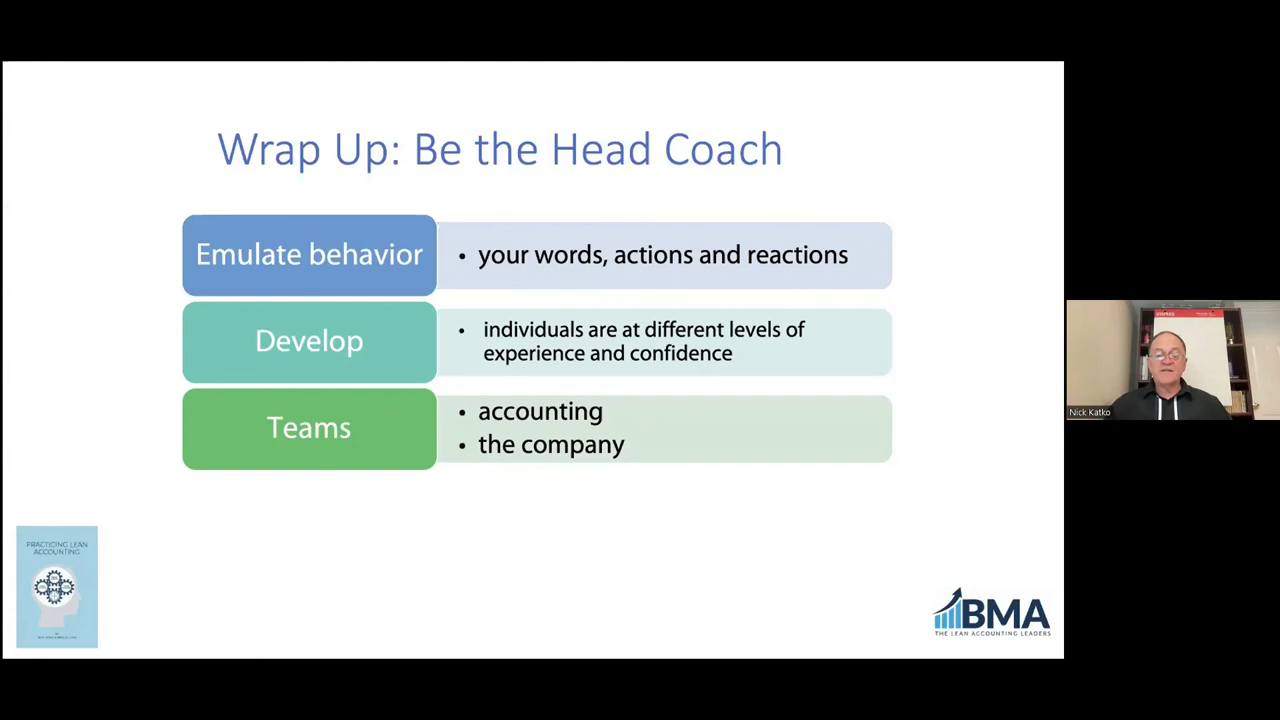 Wrap Up: Be the Head Coach
Emulate behavior
• your words, actions and reactions
Develop
• individuals are at different levels of
experience and confidence
Teams
• accounting
• the company
PRACTICING LEAN
ACCOUNTING
BMA
THE LEAN ACCOUNTING LEADERS
Nick Katko